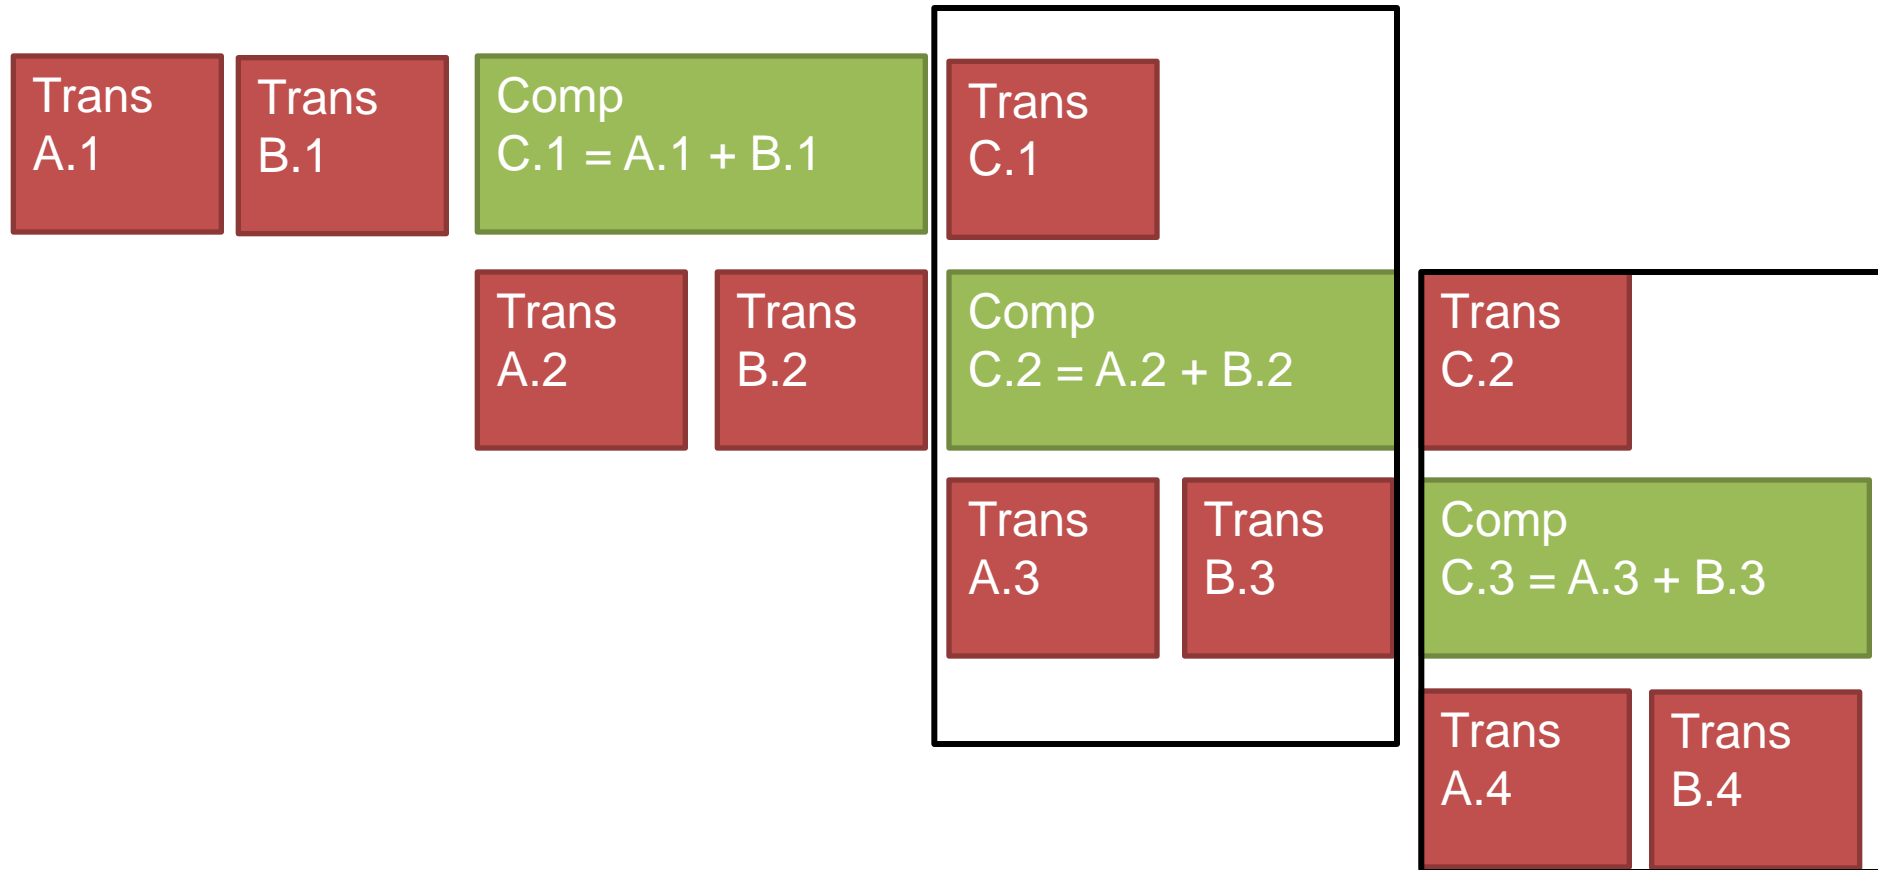 Trans
A.1
Trans
B.1
Comp
C.1 = A.1 + B.1
Trans
C.1
Trans
A.2
Trans
B.2
Comp
C.2 = A.2 + B.2
Trans
C.2
Trans
A.3
Trans
B.3
Comp
C.3 = A.3 + B.3
Trans
A.4
Trans
B.4